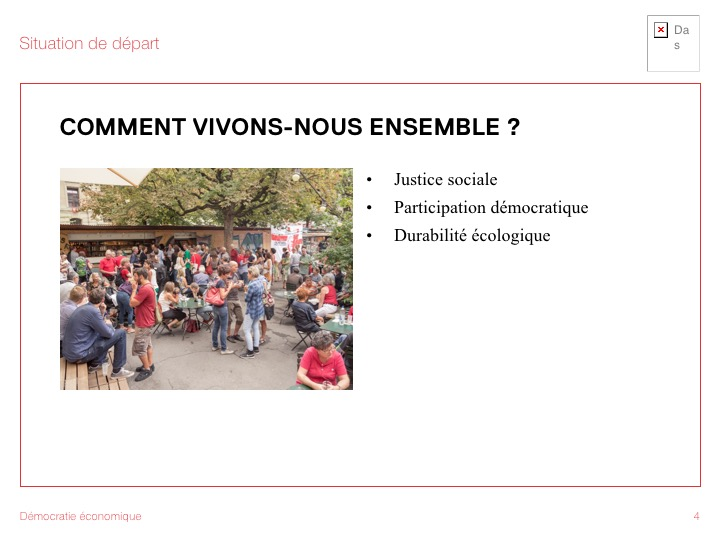 Situation de départ
Da
s
COMMENT VIVONS-NOUS ENSEMBLE ?
• Justice sociale
• Participation démocratique
• Durabilité écologique
Démocratie économique
4